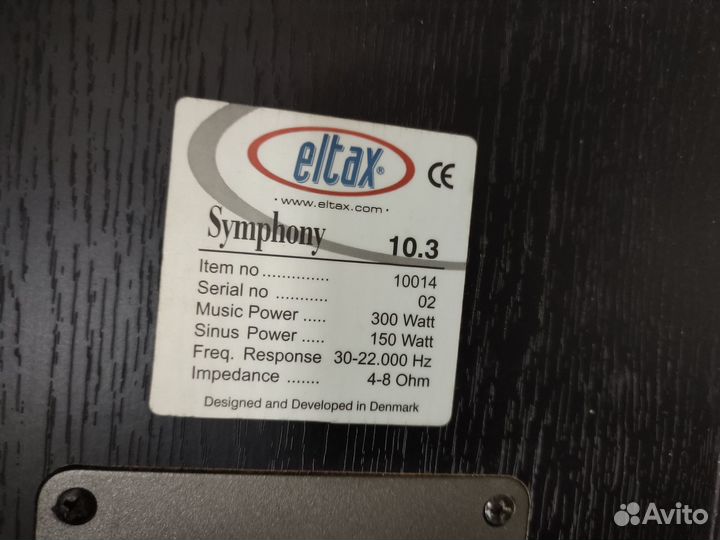 eltax®
CE
· www.eltax.com ·
Symphony 10.3
Item no .............. 10014
Serial no ........... 02
Music Power ..... 300 Watt
Sinus Power ..... 150 Watt
Freq. Response 30-22.000 Hz
Impedance ....... 4-8 Ohm
Designed and Developed in Denmark
Avito